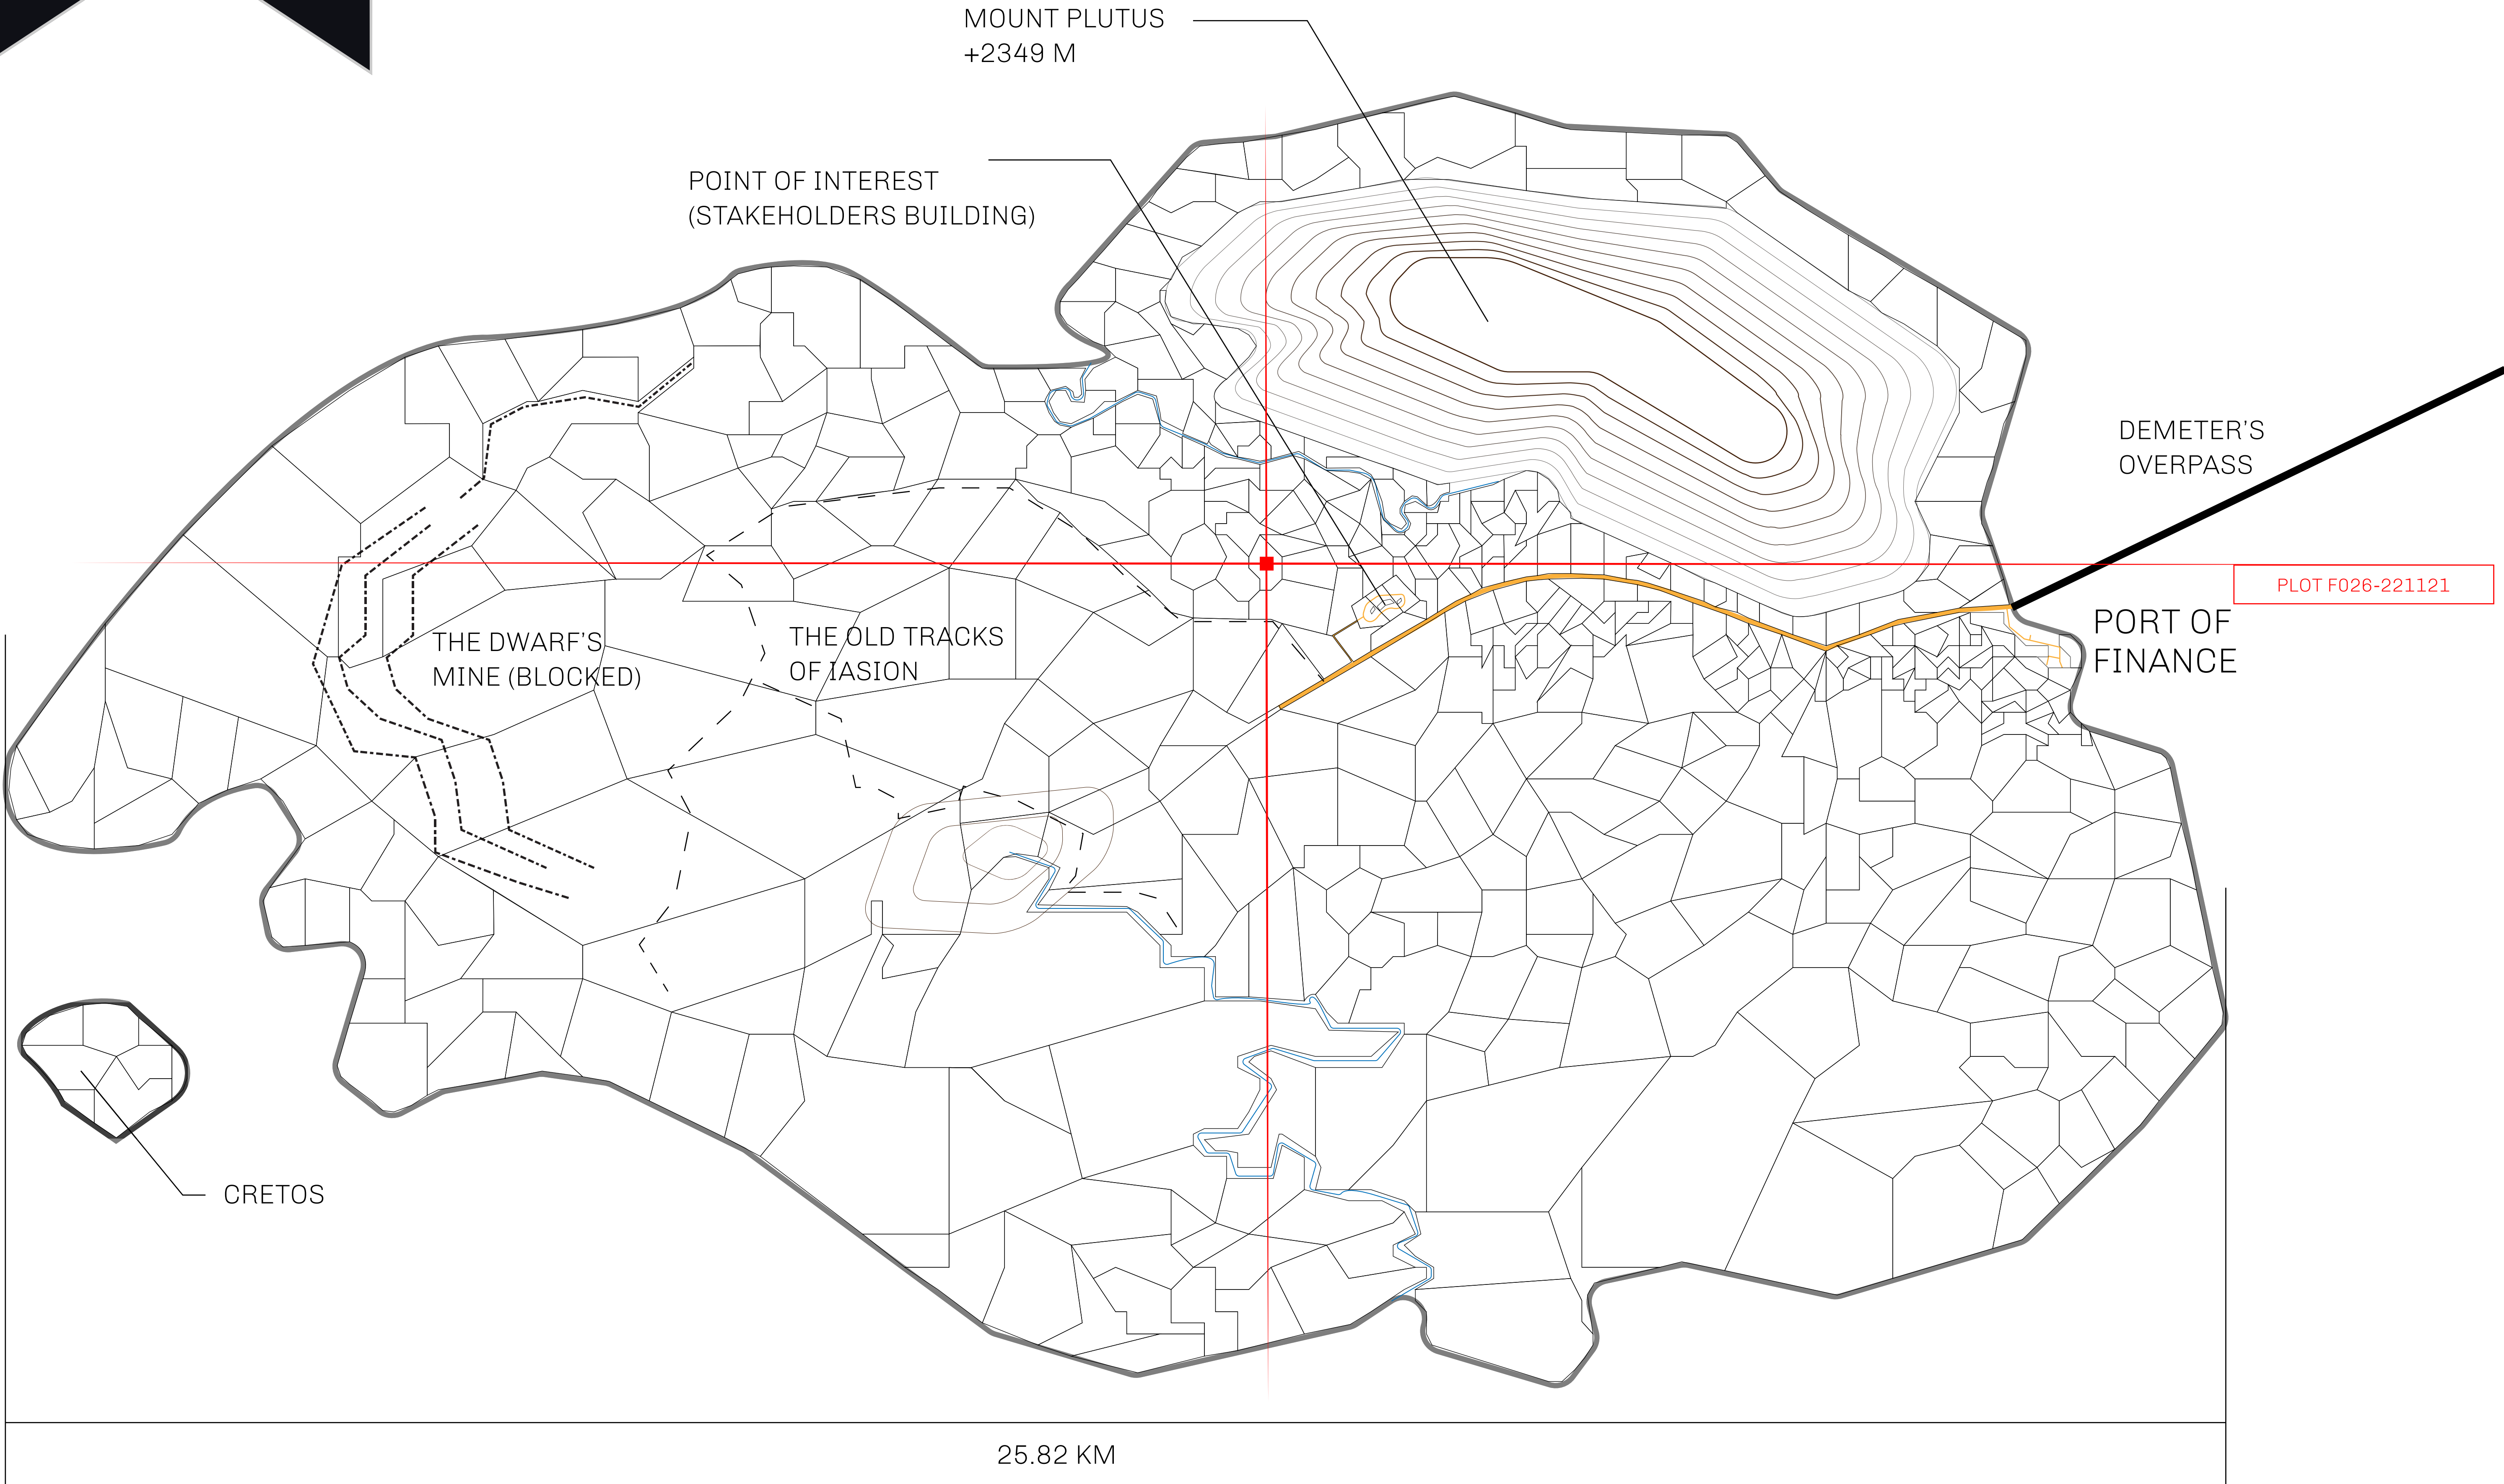 MOUNT PLUTUS
+2349 M
POINT OF INTEREST
(STAKEHOLDERS BUILDING)
DEMETER'S
OVERPASS
PLOT F026-221121
PORT OF
FINANCE
THE DWARF'S
MINE (BLOCKED)
THE OLD TRACKS
OF IASION
CRETOS
25.82 KM